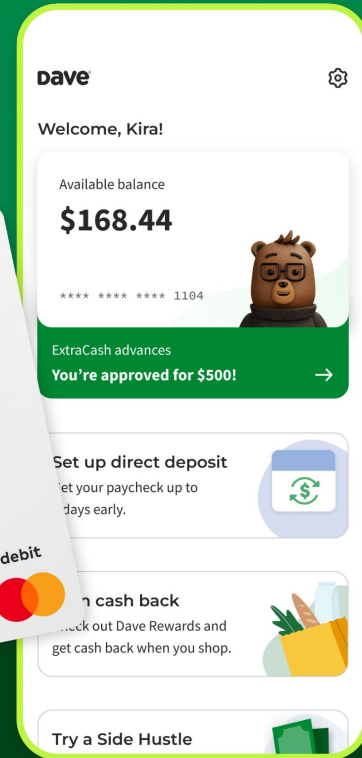 Dave
Welcome, Kira!
Available balance
$168.44
**** **** **** 1104
ExtraCash advances
You're approved for $500!
Set up direct deposit
your paycheck up to
days early.
$
debit
cash back
out Dave Rewards and
get cash back when you shop.
Try a Side Hustle